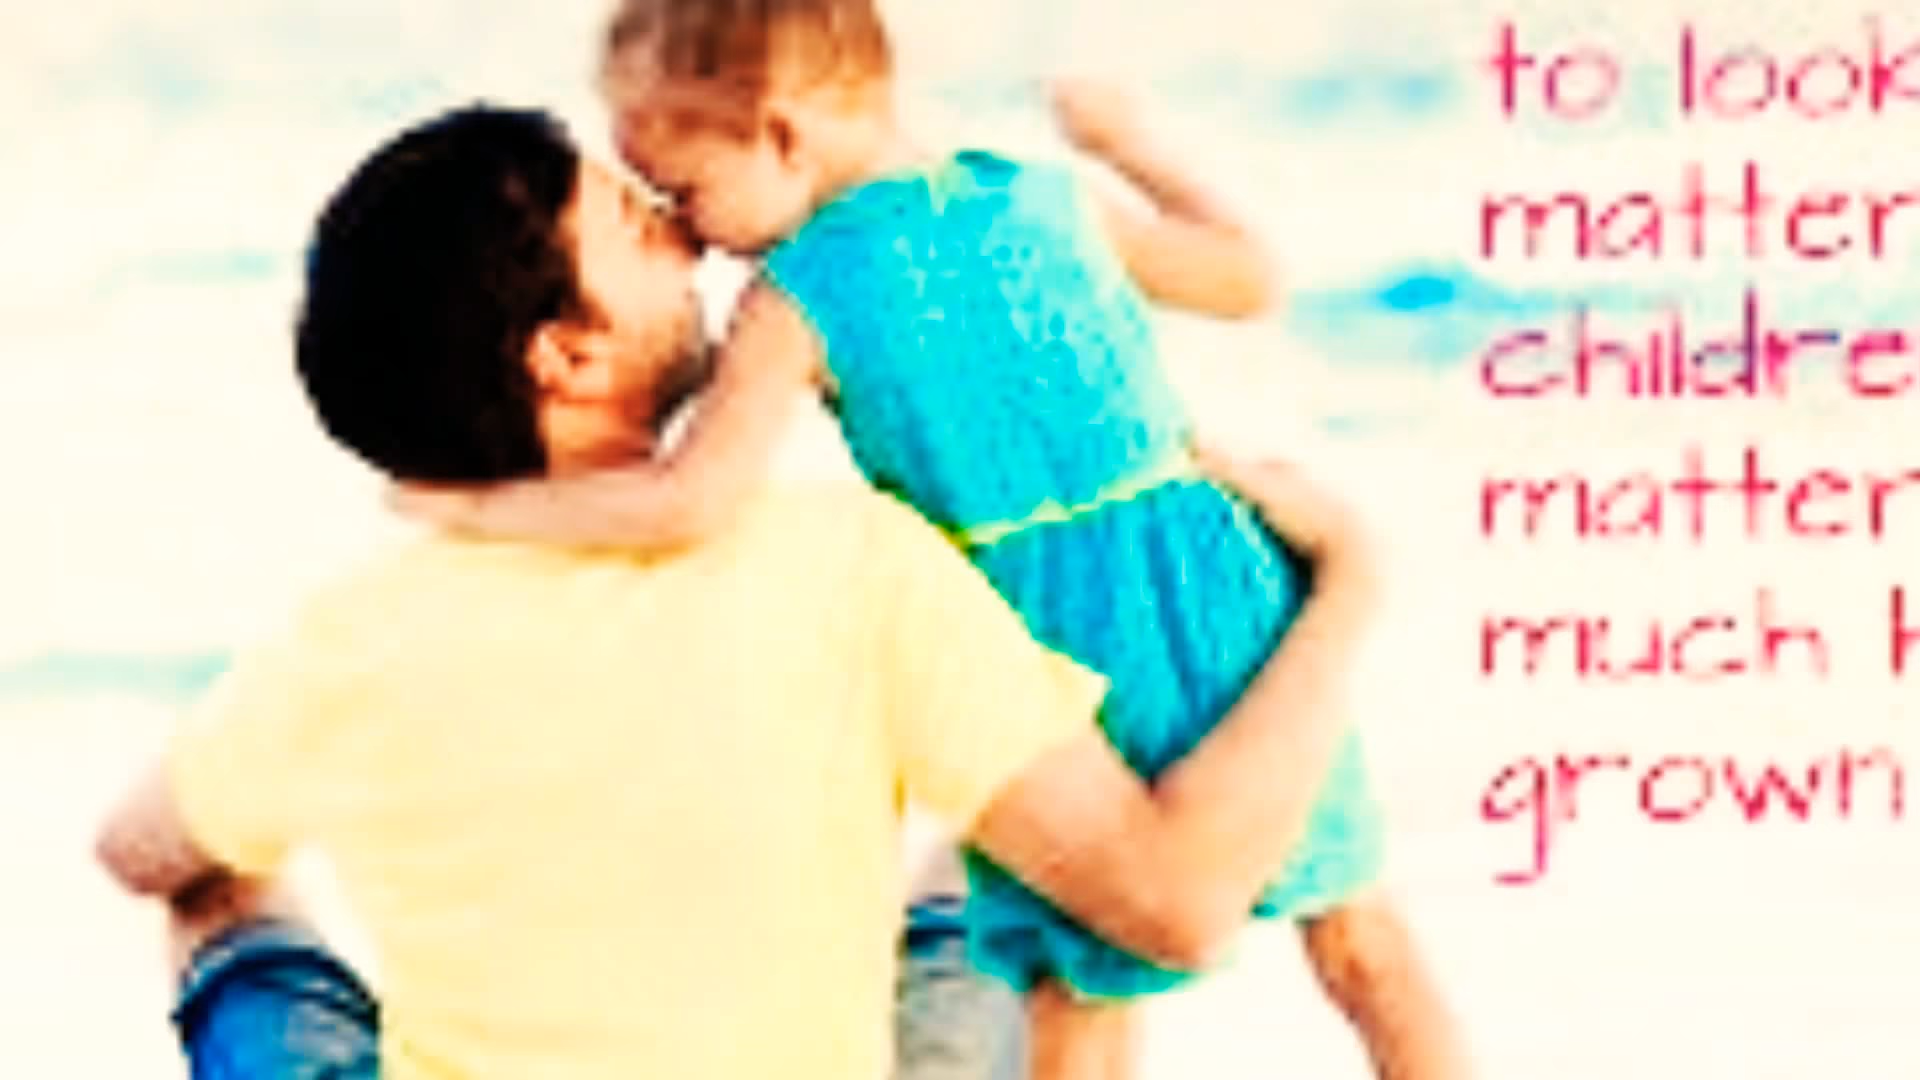 to look
matter
childre
matter
much h
grown